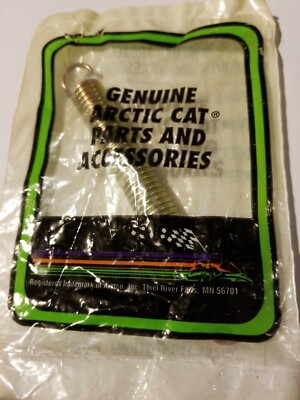 GENUINE
ARCTIC CAT®
PARTS AND
ACCESSORIES
Registered Trademark of Arctco, Inc. Thief River Falls, MN 56701